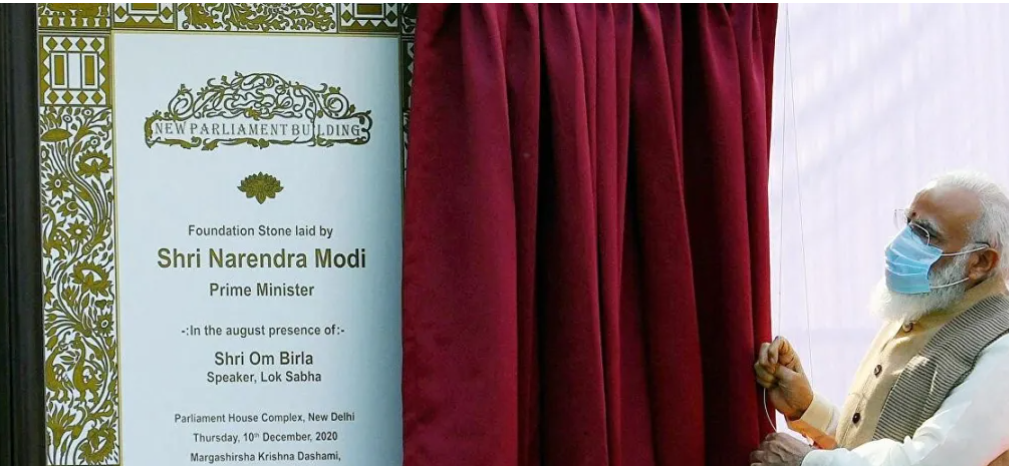 NEW PARLIAMENT BUILDING
Foundation Stone laid by
Shri Narendra Modi
Prime Minister
-:In the august presence of:-
Shri Om Birla
Speaker, Lok Sabha
Parliament House Complex, New Delhi
Thursday, 10th December, 2020
Margashirsha Krishna Dashami,